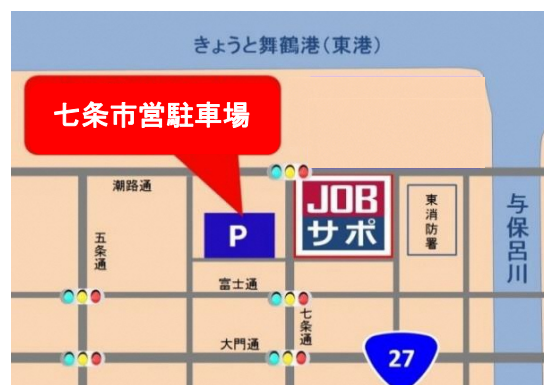 きょうと舞鶴港(東港)
七条市営駐車場
潮路通
JOB
サポ
東消防署
与保呂川
五条通
P
富士通
七条通
大門通
27